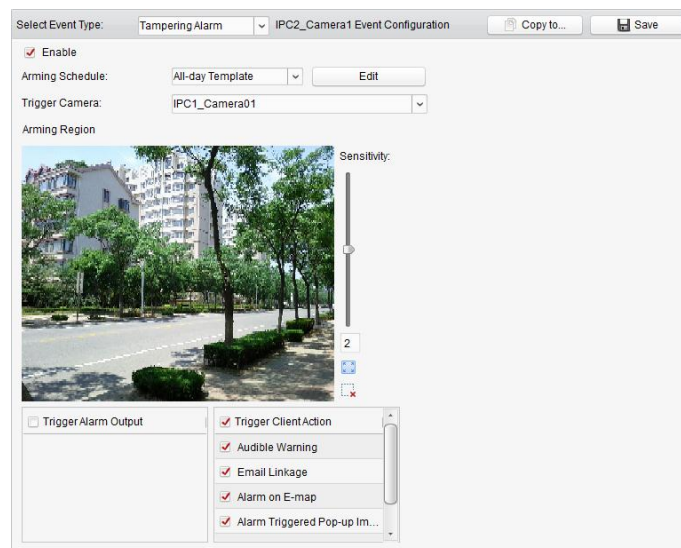 Select Event Type: Tampering Alarm IPC2_Camera1 Event Configuration Copy to... Save
Enable
Arming Schedule: All-day Template Edit
Trigger Camera: IPC1_Camera01
Arming Region
Sensitivity:
2
Trigger Alarm Output
Trigger Client Action
Audible Warning
Email Linkage
Alarm on E-map
Alarm Triggered Pop-up Im...